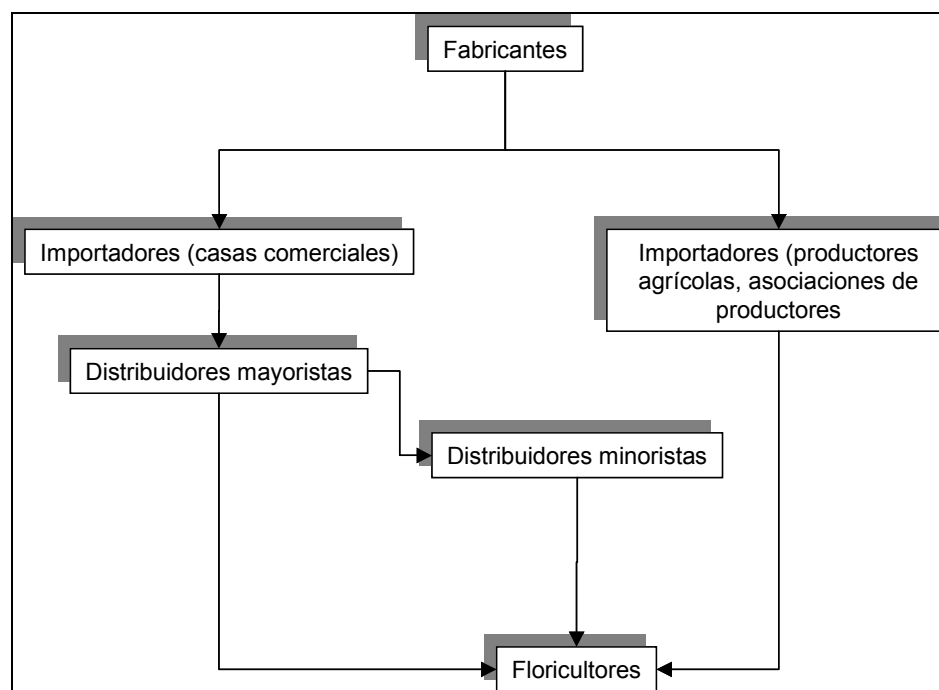 Fabricantes
Importadores (casas comerciales)
Importadores (productores
agrícolas, asociaciones de
productores
Distribuidores mayoristas
Distribuidores minoristas
Floricultores